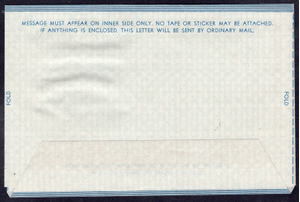 MESSAGE MUST APPEAR ON INNER SIDE ONLY. NO TAPE OR STICKER MAY BE ATTACHED.
IF ANYTHING IS ENCLOSED, THIS LETTER WILL BE SENT BY ORDINARY MAIL.
FOLD
FOLD